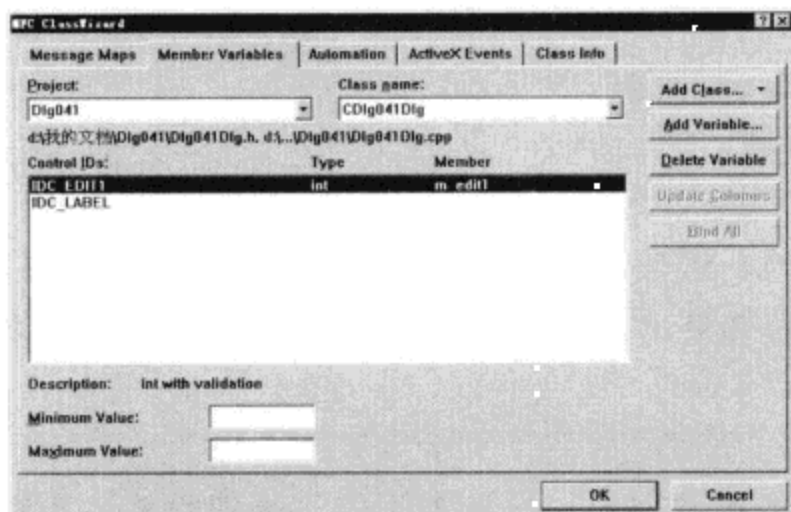 MFC ClassWizard
Message Maps Member Variables Automation ActiveX Events Class Info
Project: Class name:
Dlg041 CDlg041Dlg
Add Class...
d:\我的文档\Dlg041\Dlg041Dlg.h, d:\...\Dlg041\Dlg041Dlg.cpp
Add Variable...
Control IDs: Type Member
Delete Variable
IDC_EDIT1 int m_edit1
IDC_LABEL
Update Columns
Bind All
Description: int with validation
Minimum Value:
Maximum Value:
OK Cancel